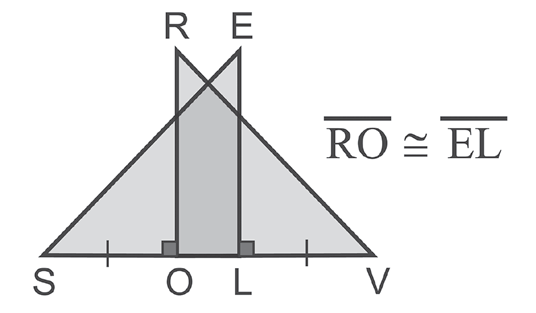 R E
RO ≅ EL
S O L V